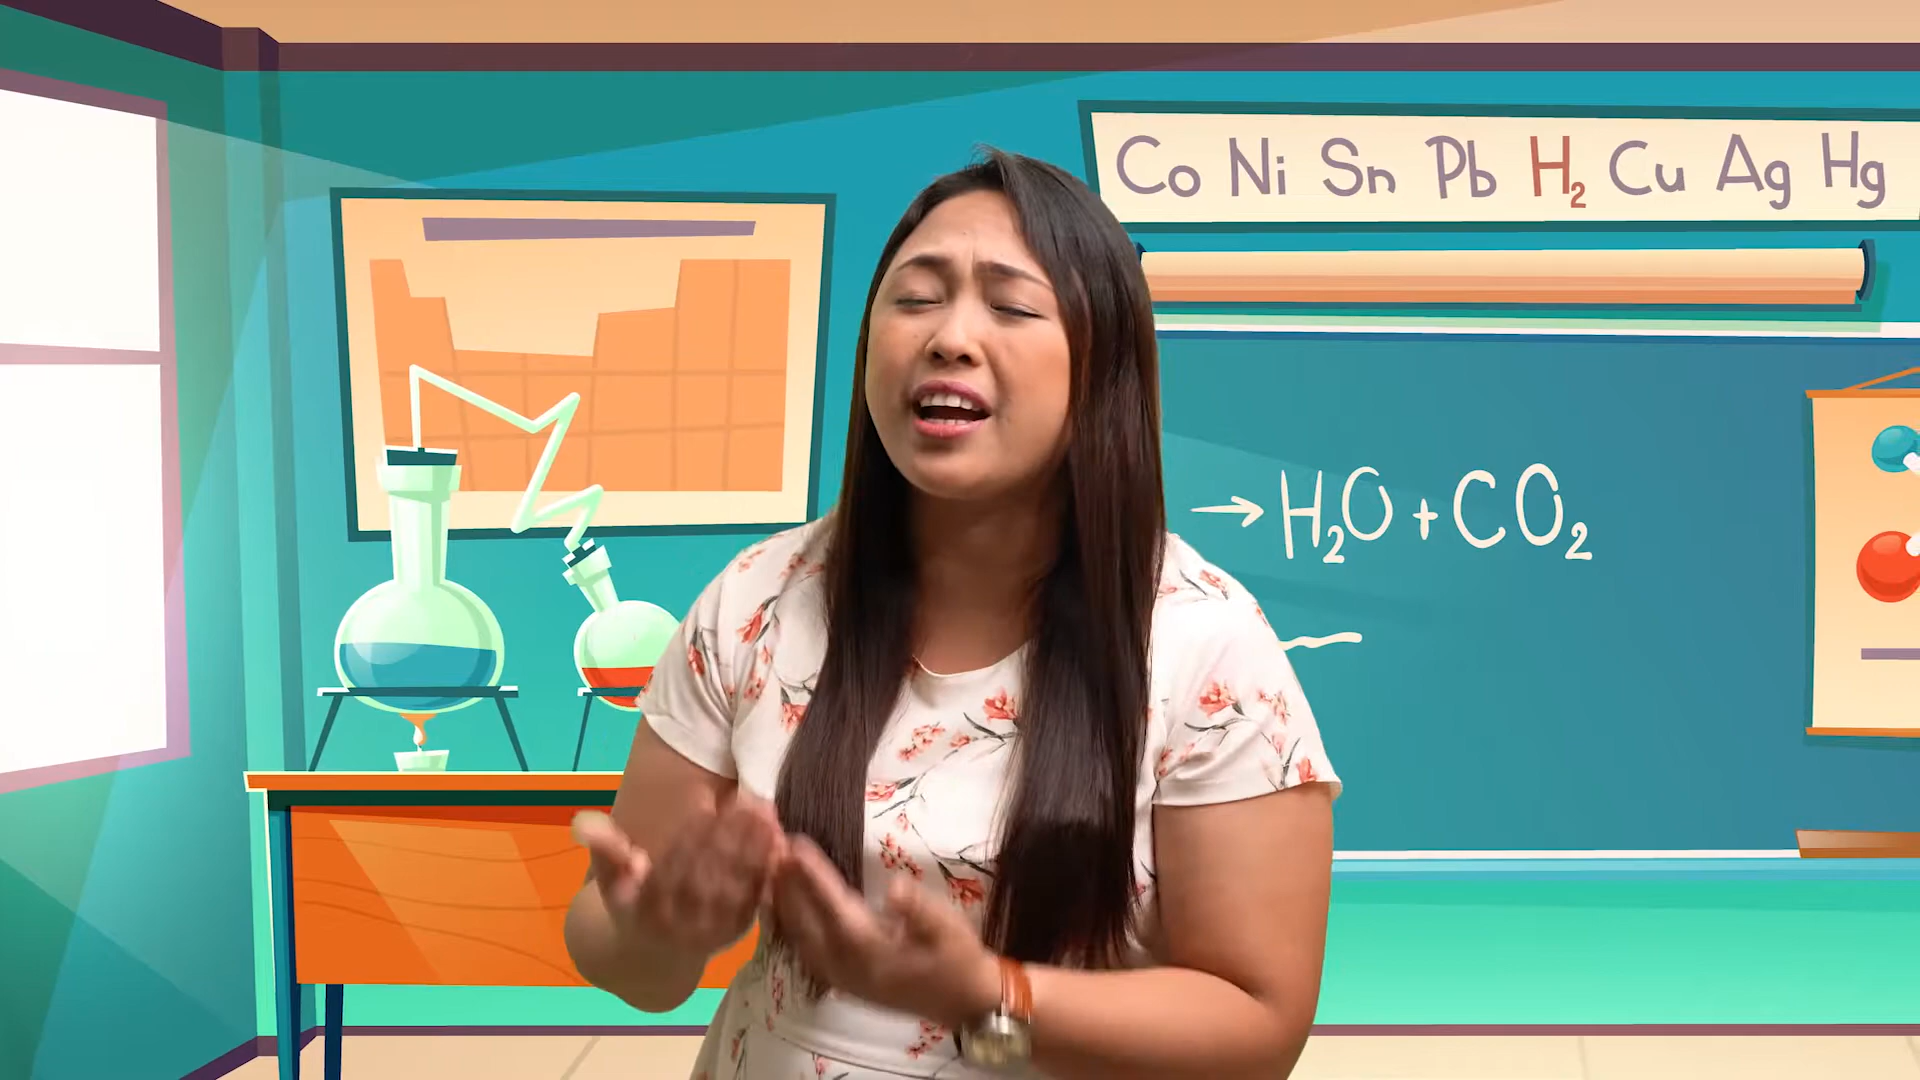 Co Ni Sn Pb H₂ Cu Ag Hg
→ H₂O + CO₂